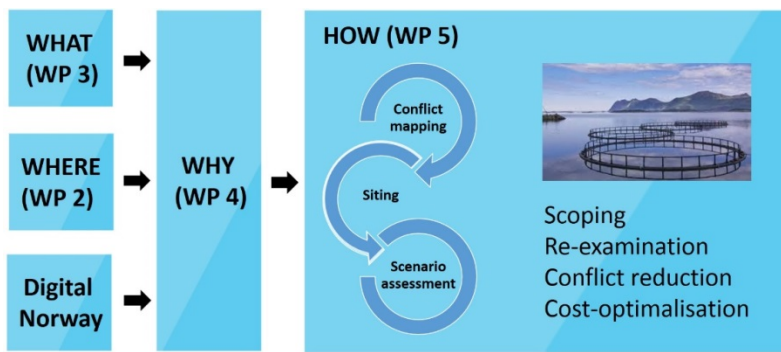 WHAT
(WP 3)
WHERE
(WP 2)
Digital
Norway
WHY
(WP 4)
HOW (WP 5)
Conflict
mapping
Siting
Scenario
assessment
Scoping
Re-examination
Conflict reduction
Cost-optimalisation